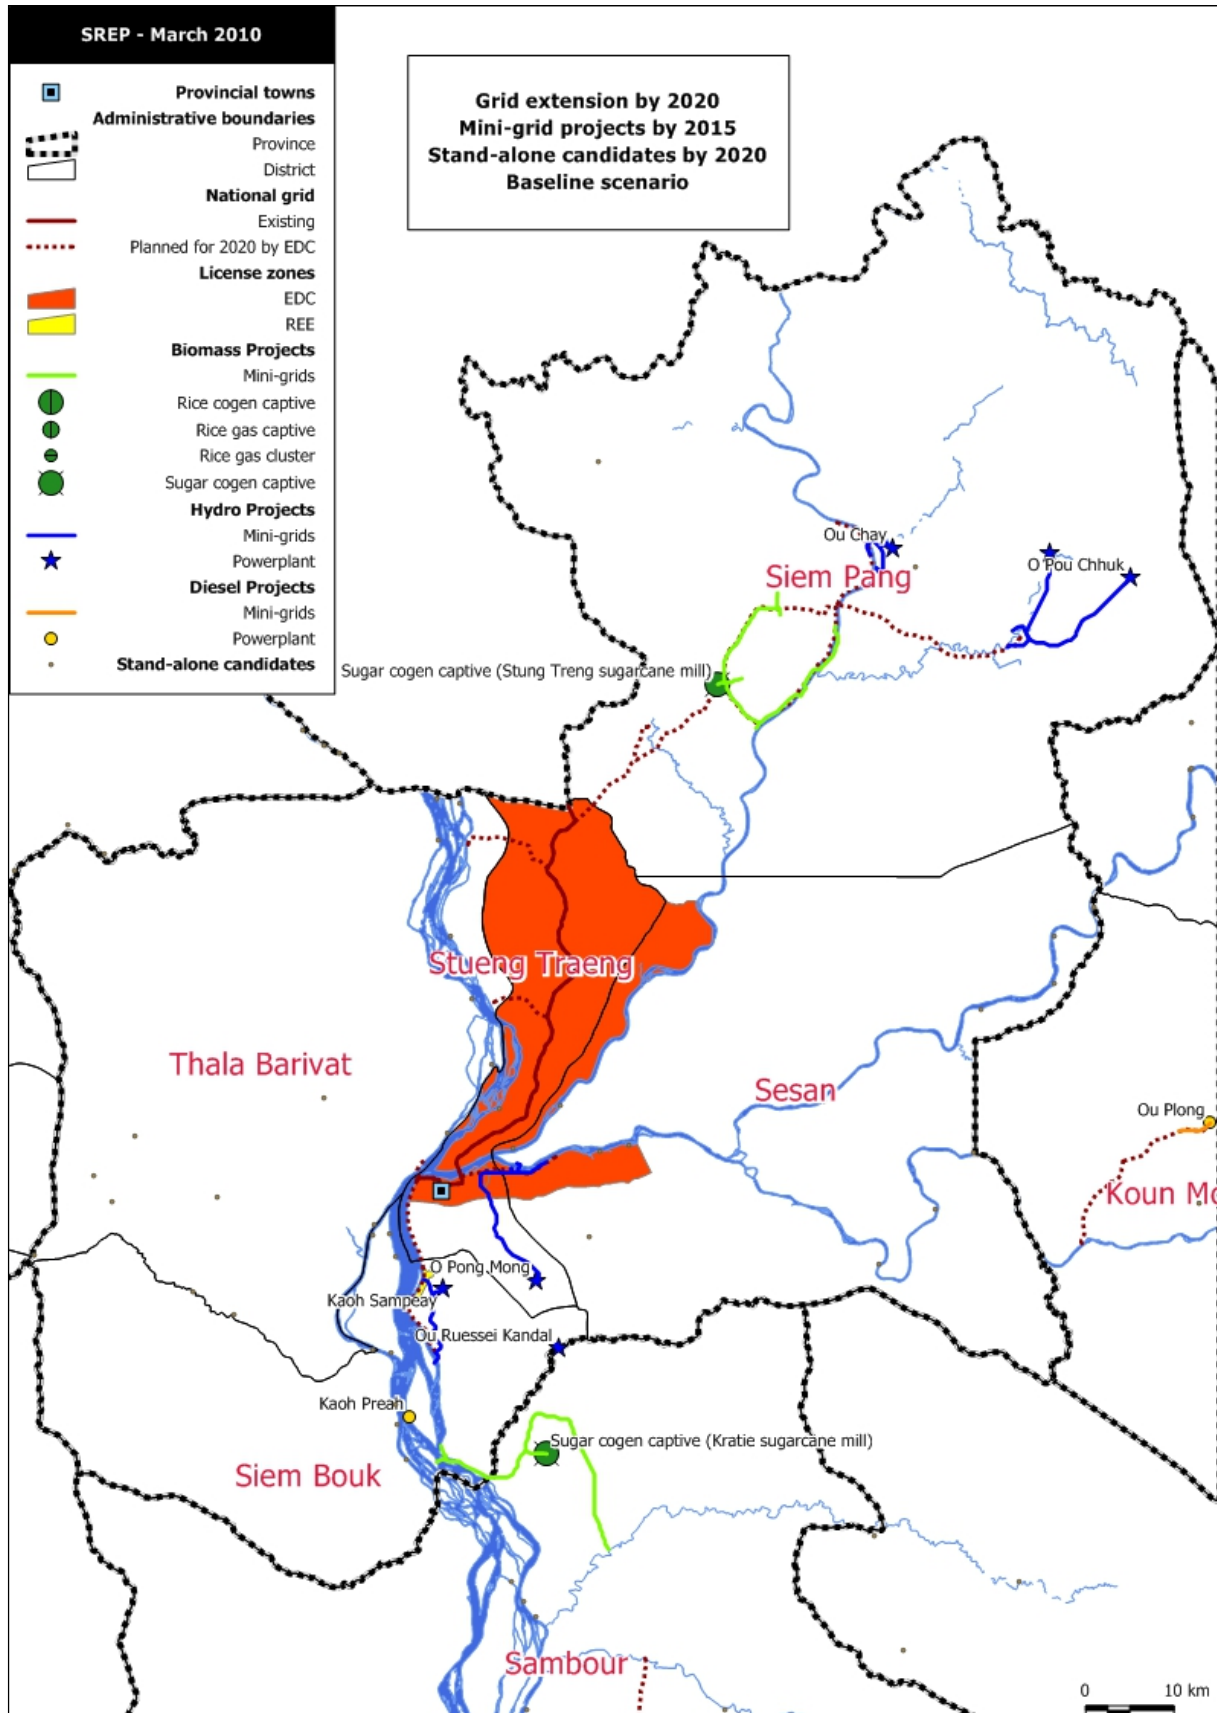 SREP - March 2010
Provincial towns
Administrative boundaries
Province
District
National grid
Existing
Planned for 2020 by EDC
License zones
EDC
REE
Biomass Projects
Mini-grids
Rice cogen captive
Rice gas captive
Rice gas cluster
Sugar cogen captive
Hydro Projects
Mini-grids
Powerplant
Diesel Projects
Mini-grids
Powerplant
Stand-alone candidates
Grid extension by 2020
Mini-grid projects by 2015
Stand-alone candidates by 2020
Baseline scenario
Ou Chay
O Pou Chhuk
Siem Pang
Sugar cogen captive (Stung Treng sugarcane mill)
Stueng Traeng
Thala Barivat
Sesan
Ou Plong
Koun Mo
O Pong Mong
Kaoh Sampeay
Ou Ruessei Kandal
Kaoh Preah
Sugar cogen captive (Kratie sugarcane mill)
Siem Bouk
Sambour
0 10 km